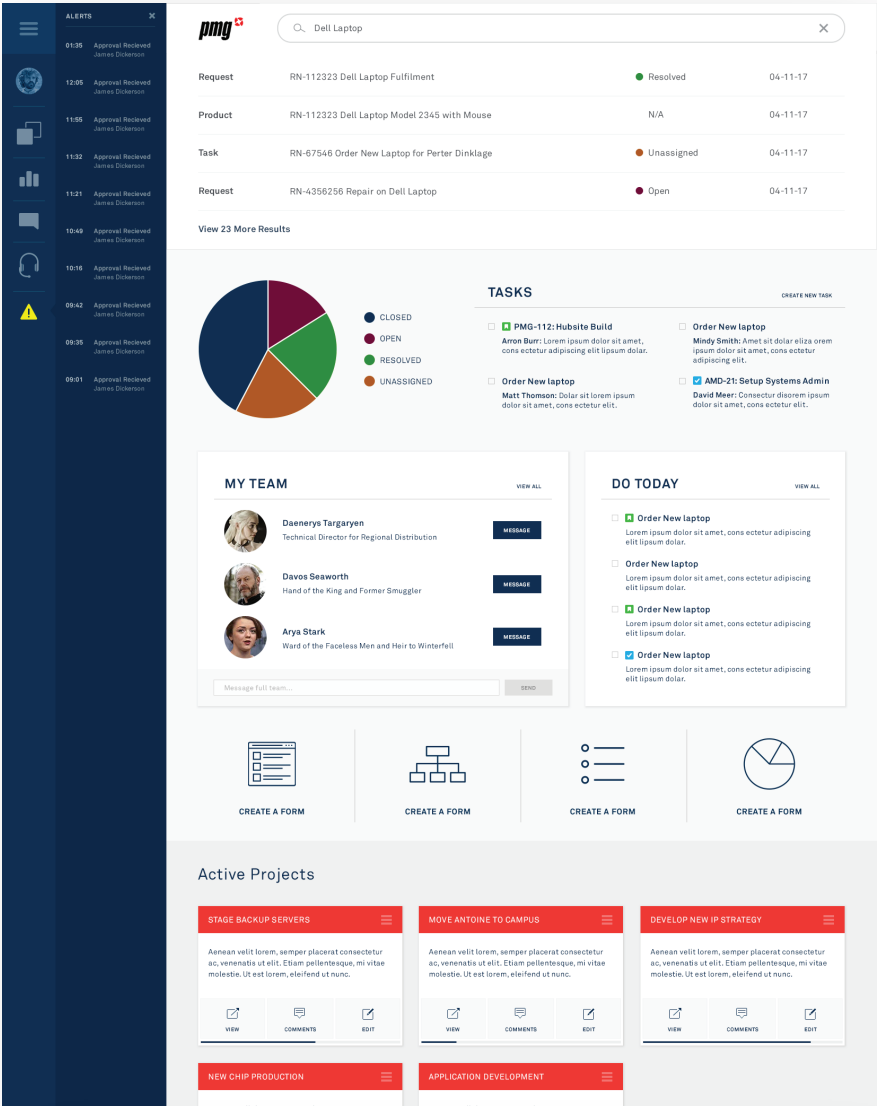 ALERTS
01:35 Approval Recieved
James Dickerson
12:05 Approval Recieved
James Dickerson
11:55 Approval Recieved
James Dickerson
11:32 Approval Recieved
James Dickerson
11:21 Approval Recieved
James Dickerson
10:49 Approval Recieved
James Dickerson
10:16 Approval Recieved
James Dickerson
09:42 Approval Recieved
James Dickerson
09:35 Approval Recieved
James Dickerson
09:01 Approval Recieved
James Dickerson
pmg
Dell Laptop
Request RN-112323 Dell Laptop Fulfilment Resolved 04-11-17
Product RN-112323 Dell Laptop Model 2345 with Mouse N/A 04-11-17
Task RN-67546 Order New Laptop for Perter Dinklage Unassigned 04-11-17
Request RN-4356256 Repair on Dell Laptop Open 04-11-17
View 23 More Results
CLOSED
OPEN
RESOLVED
UNASSIGNED
TASKS
CREATE NEW TASK
PMG-112: Hubsite Build
Arron Burr: Lorem ipsum dolor sit amet,
cons ectetur adipiscing elit lipsum dolar.
Order New laptop
Mindy Smith: Amet sit dolar eliza orem
ipsum dolor sit amet, cons ectetur
adipiscing elit.
Order New laptop
Matt Thomson: Dolar sit lorem ipsum
dolor sit amet, cons ectetur elit.
AMD-21: Setup Systems Admin
David Meer: Consectur disorem ipsum
dolor sit amet, cons ectetur elit.
MY TEAM
VIEW ALL
Daenerys Targaryen
Technical Director for Regional Distribution
MESSAGE
Davos Seaworth
Hand of the King and Former Smuggler
MESSAGE
Arya Stark
Ward of the Faceless Men and Heir to Winterfell
MESSAGE
Message full team...
SEND
DO TODAY
VIEW ALL
Order New laptop
Lorem ipsum dolor sit amet, cons ectetur adipiscing
elit lipsum dolar.
Order New laptop
Lorem ipsum dolor sit amet, cons ectetur adipiscing
elit lipsum dolar.
Order New laptop
Lorem ipsum dolor sit amet, cons ectetur adipiscing
elit lipsum dolar.
Order New laptop
Lorem ipsum dolor sit amet, cons ectetur adipiscing
elit lipsum dolar.
CREATE A FORM
CREATE A FORM
CREATE A FORM
CREATE A FORM
Active Projects
STAGE BACKUP SERVERS
Aenean velit lorem, semper placerat consectetur
ac, venenatis ut elit. Etiam pellentesque, mi vitae
molestie. Ut est lorem, eleifend ut nunc.
VIEW COMMENTS EDIT
MOVE ANTOINE TO CAMPUS
Aenean velit lorem, semper placerat consectetur
ac, venenatis ut elit. Etiam pellentesque, mi vitae
molestie. Ut est lorem, eleifend ut nunc.
VIEW COMMENTS EDIT
DEVELOP NEW IP STRATEGY
Aenean velit lorem, semper placerat consectetur
ac, venenatis ut elit. Etiam pellentesque, mi vitae
molestie. Ut est lorem, eleifend ut nunc.
VIEW COMMENTS EDIT
NEW CHIP PRODUCTION
APPLICATION DEVELOPMENT